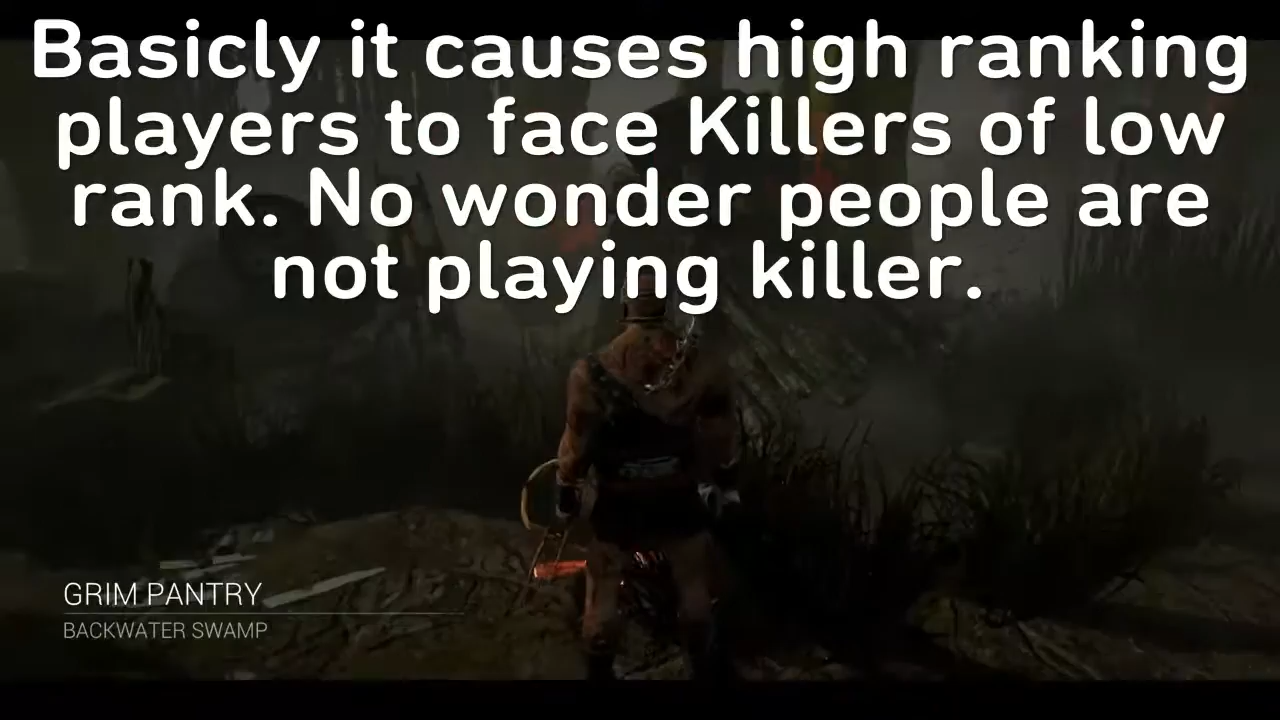 Basicly it causes high ranking
players to face Killers of low
rank. No wonder people are
not playing killer.
GRIM PANTRY
BACKWATER SWAMP